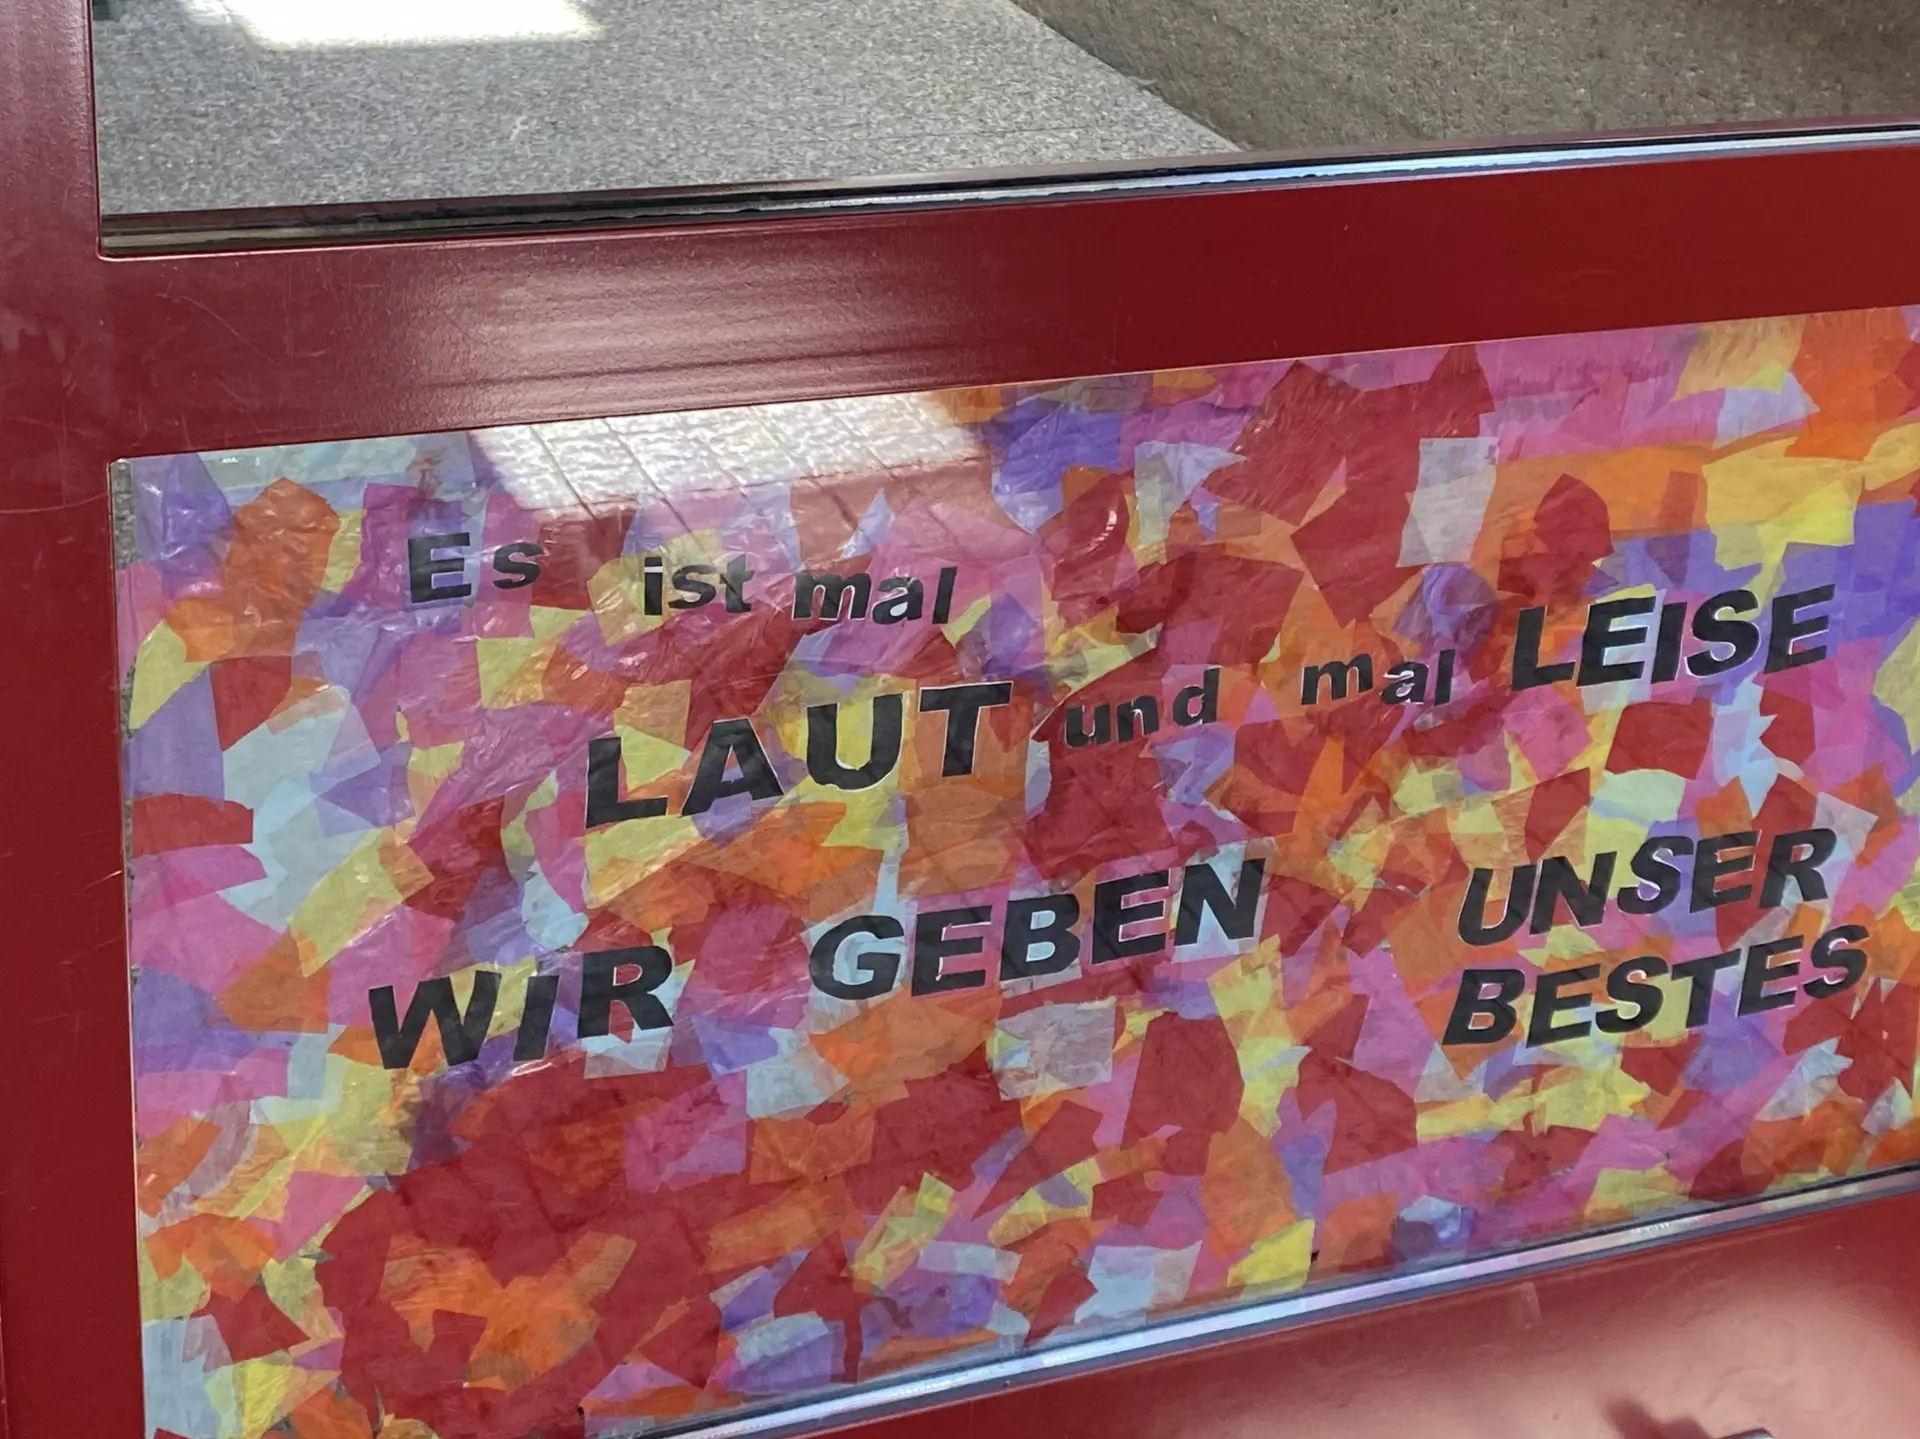 Es ist mal
LAUT und mal LEISE
WIR GEBEN UNSER
BESTES